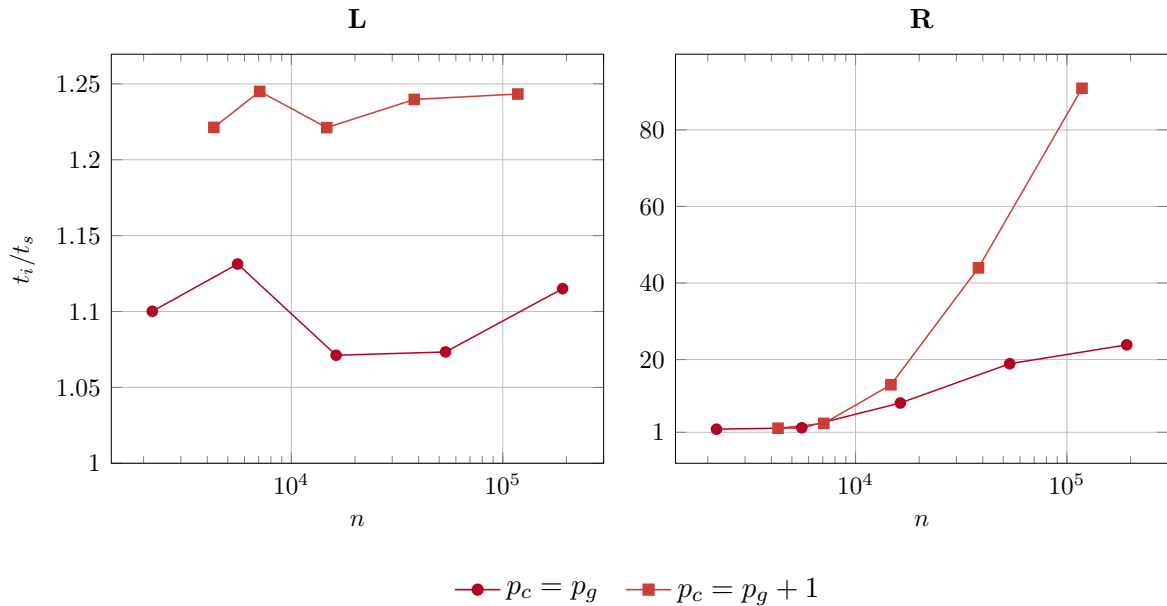 L
R
1.25
1.2
1.15
1.1
1.05
1
t_i/t_s
10^4
10^5
n
80
60
40
20
1
10^4
10^5
n
p_c = p_g
p_c = p_g + 1